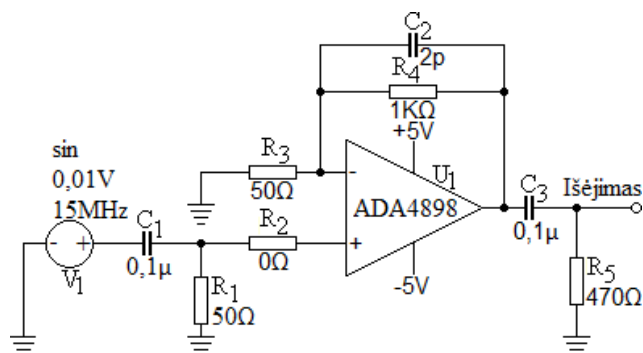 C2
2p
R4
1KΩ
+5V
sin
0,01V
15MHz
R3
50Ω
-
U1
ADA4898
C3
0,1µ
Išėjimas
C1
0,1µ
R2
0Ω
+
- +
V1
R1
50Ω
-5V
R5
470Ω